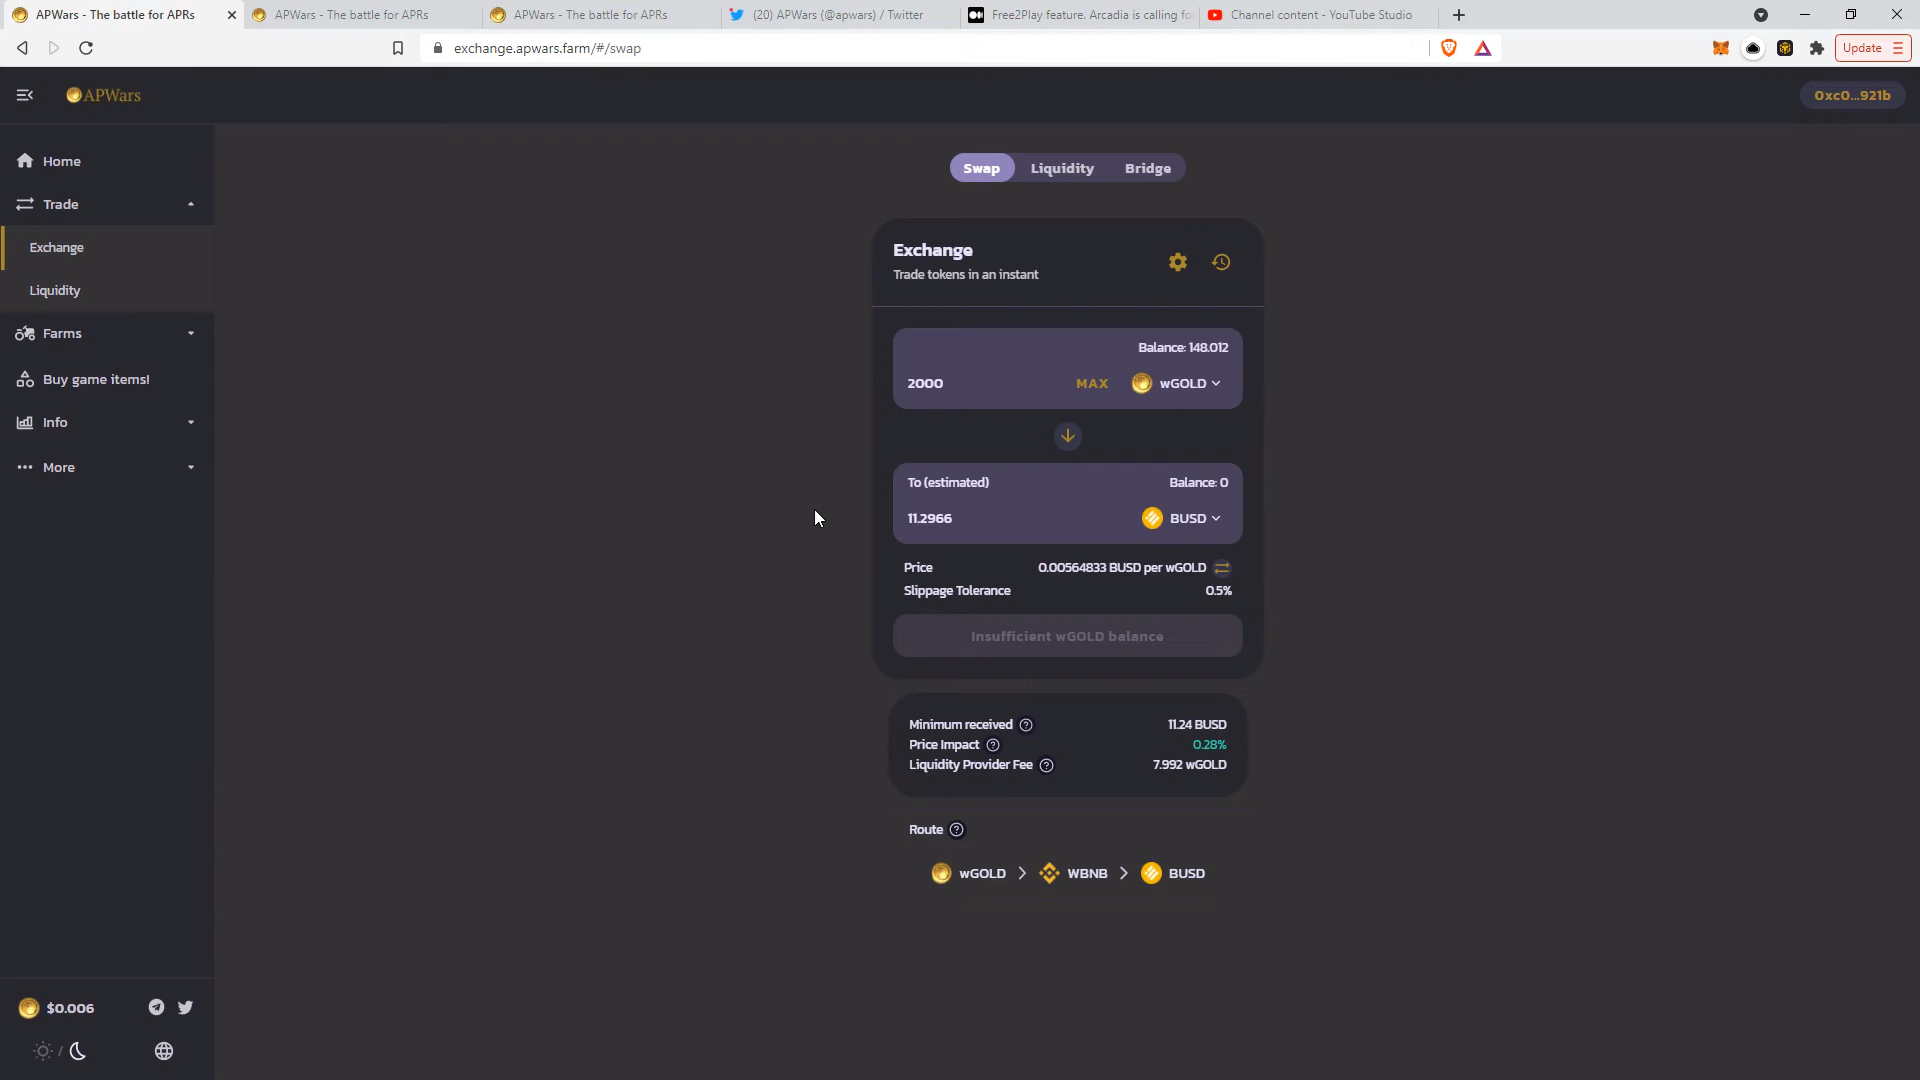 APWars - The battle for APRs
APWars - The battle for APRs
APWars - The battle for APRs
(20) APWars (@apwars) / Twitter
Free2Play feature. Arcadia is calling fo
Channel content - YouTube Studio
exchange.apwars.farm/#/swap
Update
APWars
0xc0...921b
Home
Trade
Exchange
Liquidity
Farms
Buy game items!
Info
More
$0.006
/
Swap
Liquidity
Bridge
Exchange
Trade tokens in an instant
Balance: 148.012
2000
MAX
wGOLD
To (estimated)
Balance: 0
11.2966
BUSD
Price
0.00564833 BUSD per wGOLD
Slippage Tolerance
0.5%
Insufficient wGOLD balance
Minimum received
11.24 BUSD
Price Impact
0.28%
Liquidity Provider Fee
7.992 wGOLD
Route
wGOLD > WBNB > BUSD